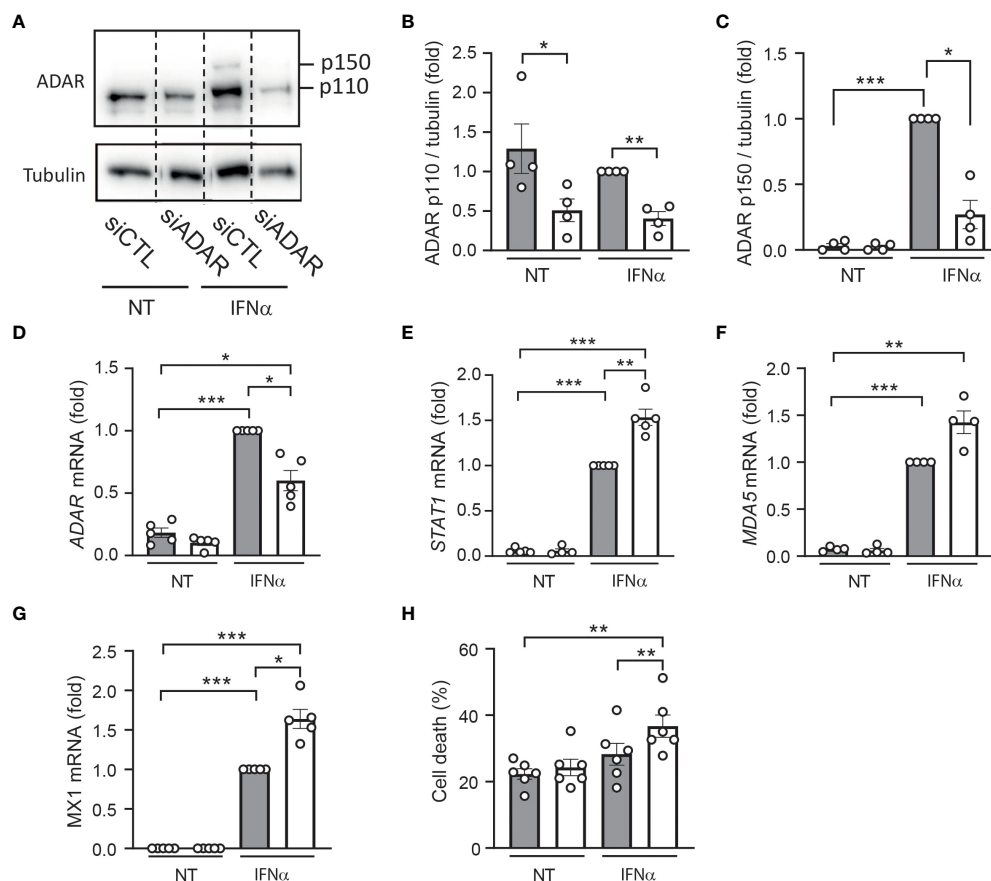 A
ADAR
p150
p110
Tubulin
siCTL
siADAR
siCTL
siADAR
NT
IFNα
B
ADAR p110 / tubulin (fold)
2.5
2.0
1.5
1.0
0.5
0.0
*
**
NT
IFNα
C
ADAR p150 / tubulin (fold)
1.5
1.0
0.5
0.0
***
*
NT
IFNα
D
ADAR mRNA (fold)
1.5
1.0
0.5
0.0
*
*
***
NT
IFNα
E
STAT1 mRNA (fold)
2.0
1.5
1.0
0.5
0.0
***
**
***
NT
IFNα
F
MDA5 mRNA (fold)
2.0
1.5
1.0
0.5
0.0
**
***
NT
IFNα
G
MX1 mRNA (fold)
2.5
2.0
1.5
1.0
0.5
0.0
***
*
***
NT
IFNα
H
Cell death (%)
60
40
20
0
**
**
NT
IFNα